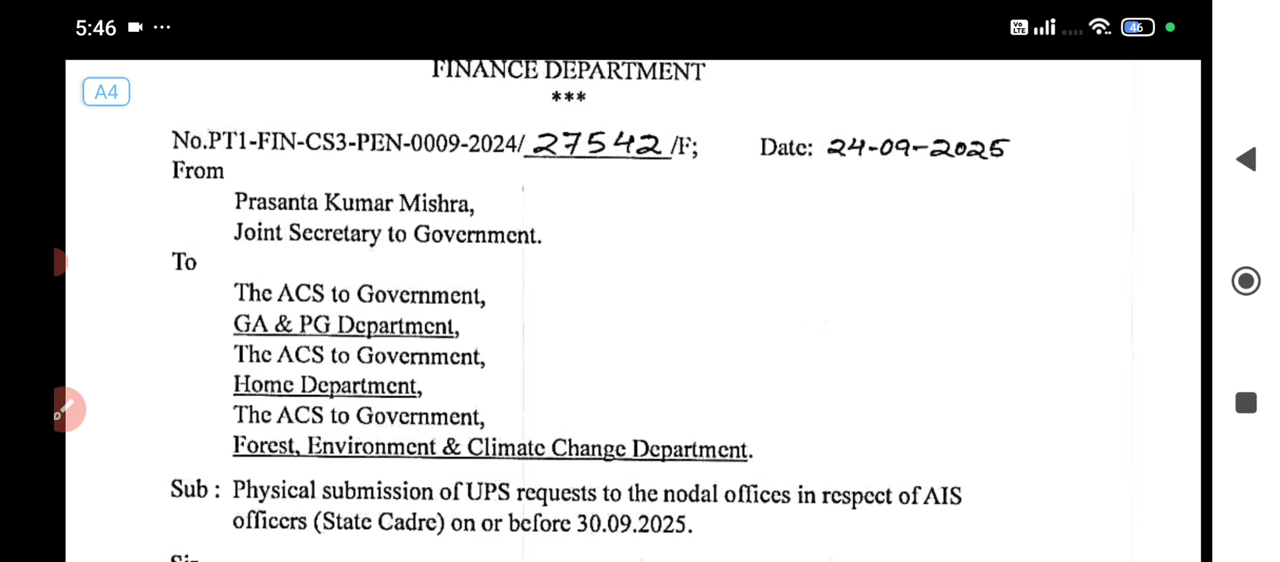 5:46
Vo LTE
46
FINANCE DEPARTMENT
***
A4
No.PT1-FIN-CS3-PEN-0009-2024/ 27542 /F; Date: 24-09-2025
From
Prasanta Kumar Mishra,
Joint Secretary to Government.
To
The ACS to Government,
GA & PG Department,
The ACS to Government,
Home Department,
The ACS to Government,
Forest, Environment & Climate Change Department.
Sub : Physical submission of UPS requests to the nodal offices in respect of AIS
officers (State Cadre) on or before 30.09.2025.